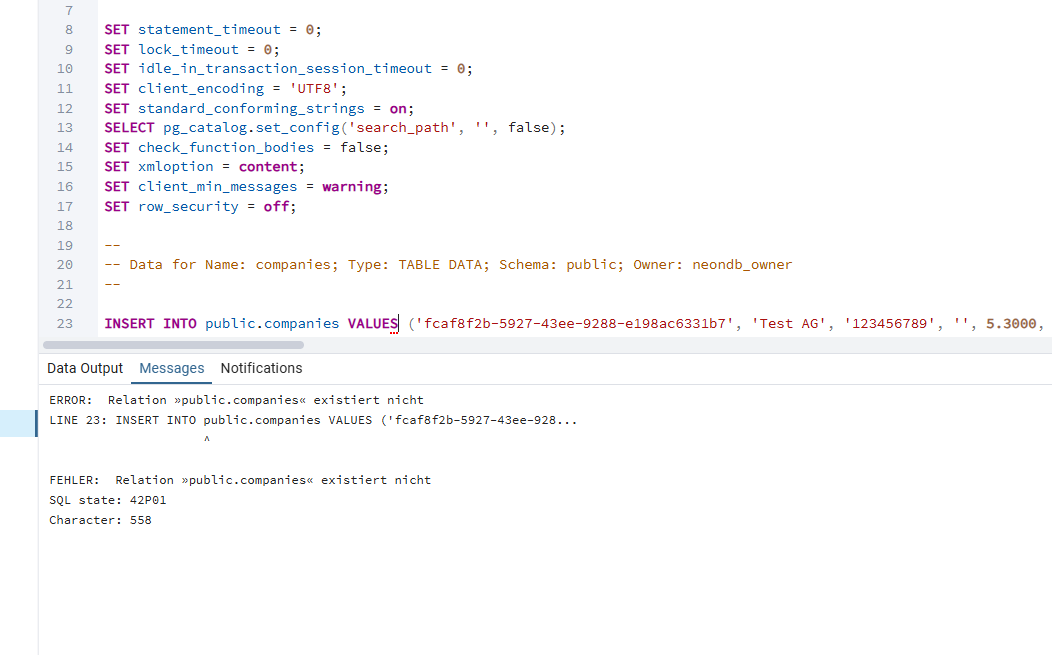 7
8 SET statement_timeout = 0;
9 SET lock_timeout = 0;
10 SET idle_in_transaction_session_timeout = 0;
11 SET client_encoding = 'UTF8';
12 SET standard_conforming_strings = on;
13 SELECT pg_catalog.set_config('search_path', '', false);
14 SET check_function_bodies = false;
15 SET xmloption = content;
16 SET client_min_messages = warning;
17 SET row_security = off;
18
19 --
20 -- Data for Name: companies; Type: TABLE DATA; Schema: public; Owner: neondb_owner
21 --
22
23 INSERT INTO public.companies VALUES ('fcaf8f2b-5927-43ee-9288-e198ac6331b7', 'Test AG', '123456789', '', 5.3000,
Data Output Messages Notifications
ERROR:  Relation »public.companies« existiert nicht
LINE 23: INSERT INTO public.companies VALUES ('fcaf8f2b-5927-43ee-928...
^
FEHLER:  Relation »public.companies« existiert nicht
SQL state: 42P01
Character: 558